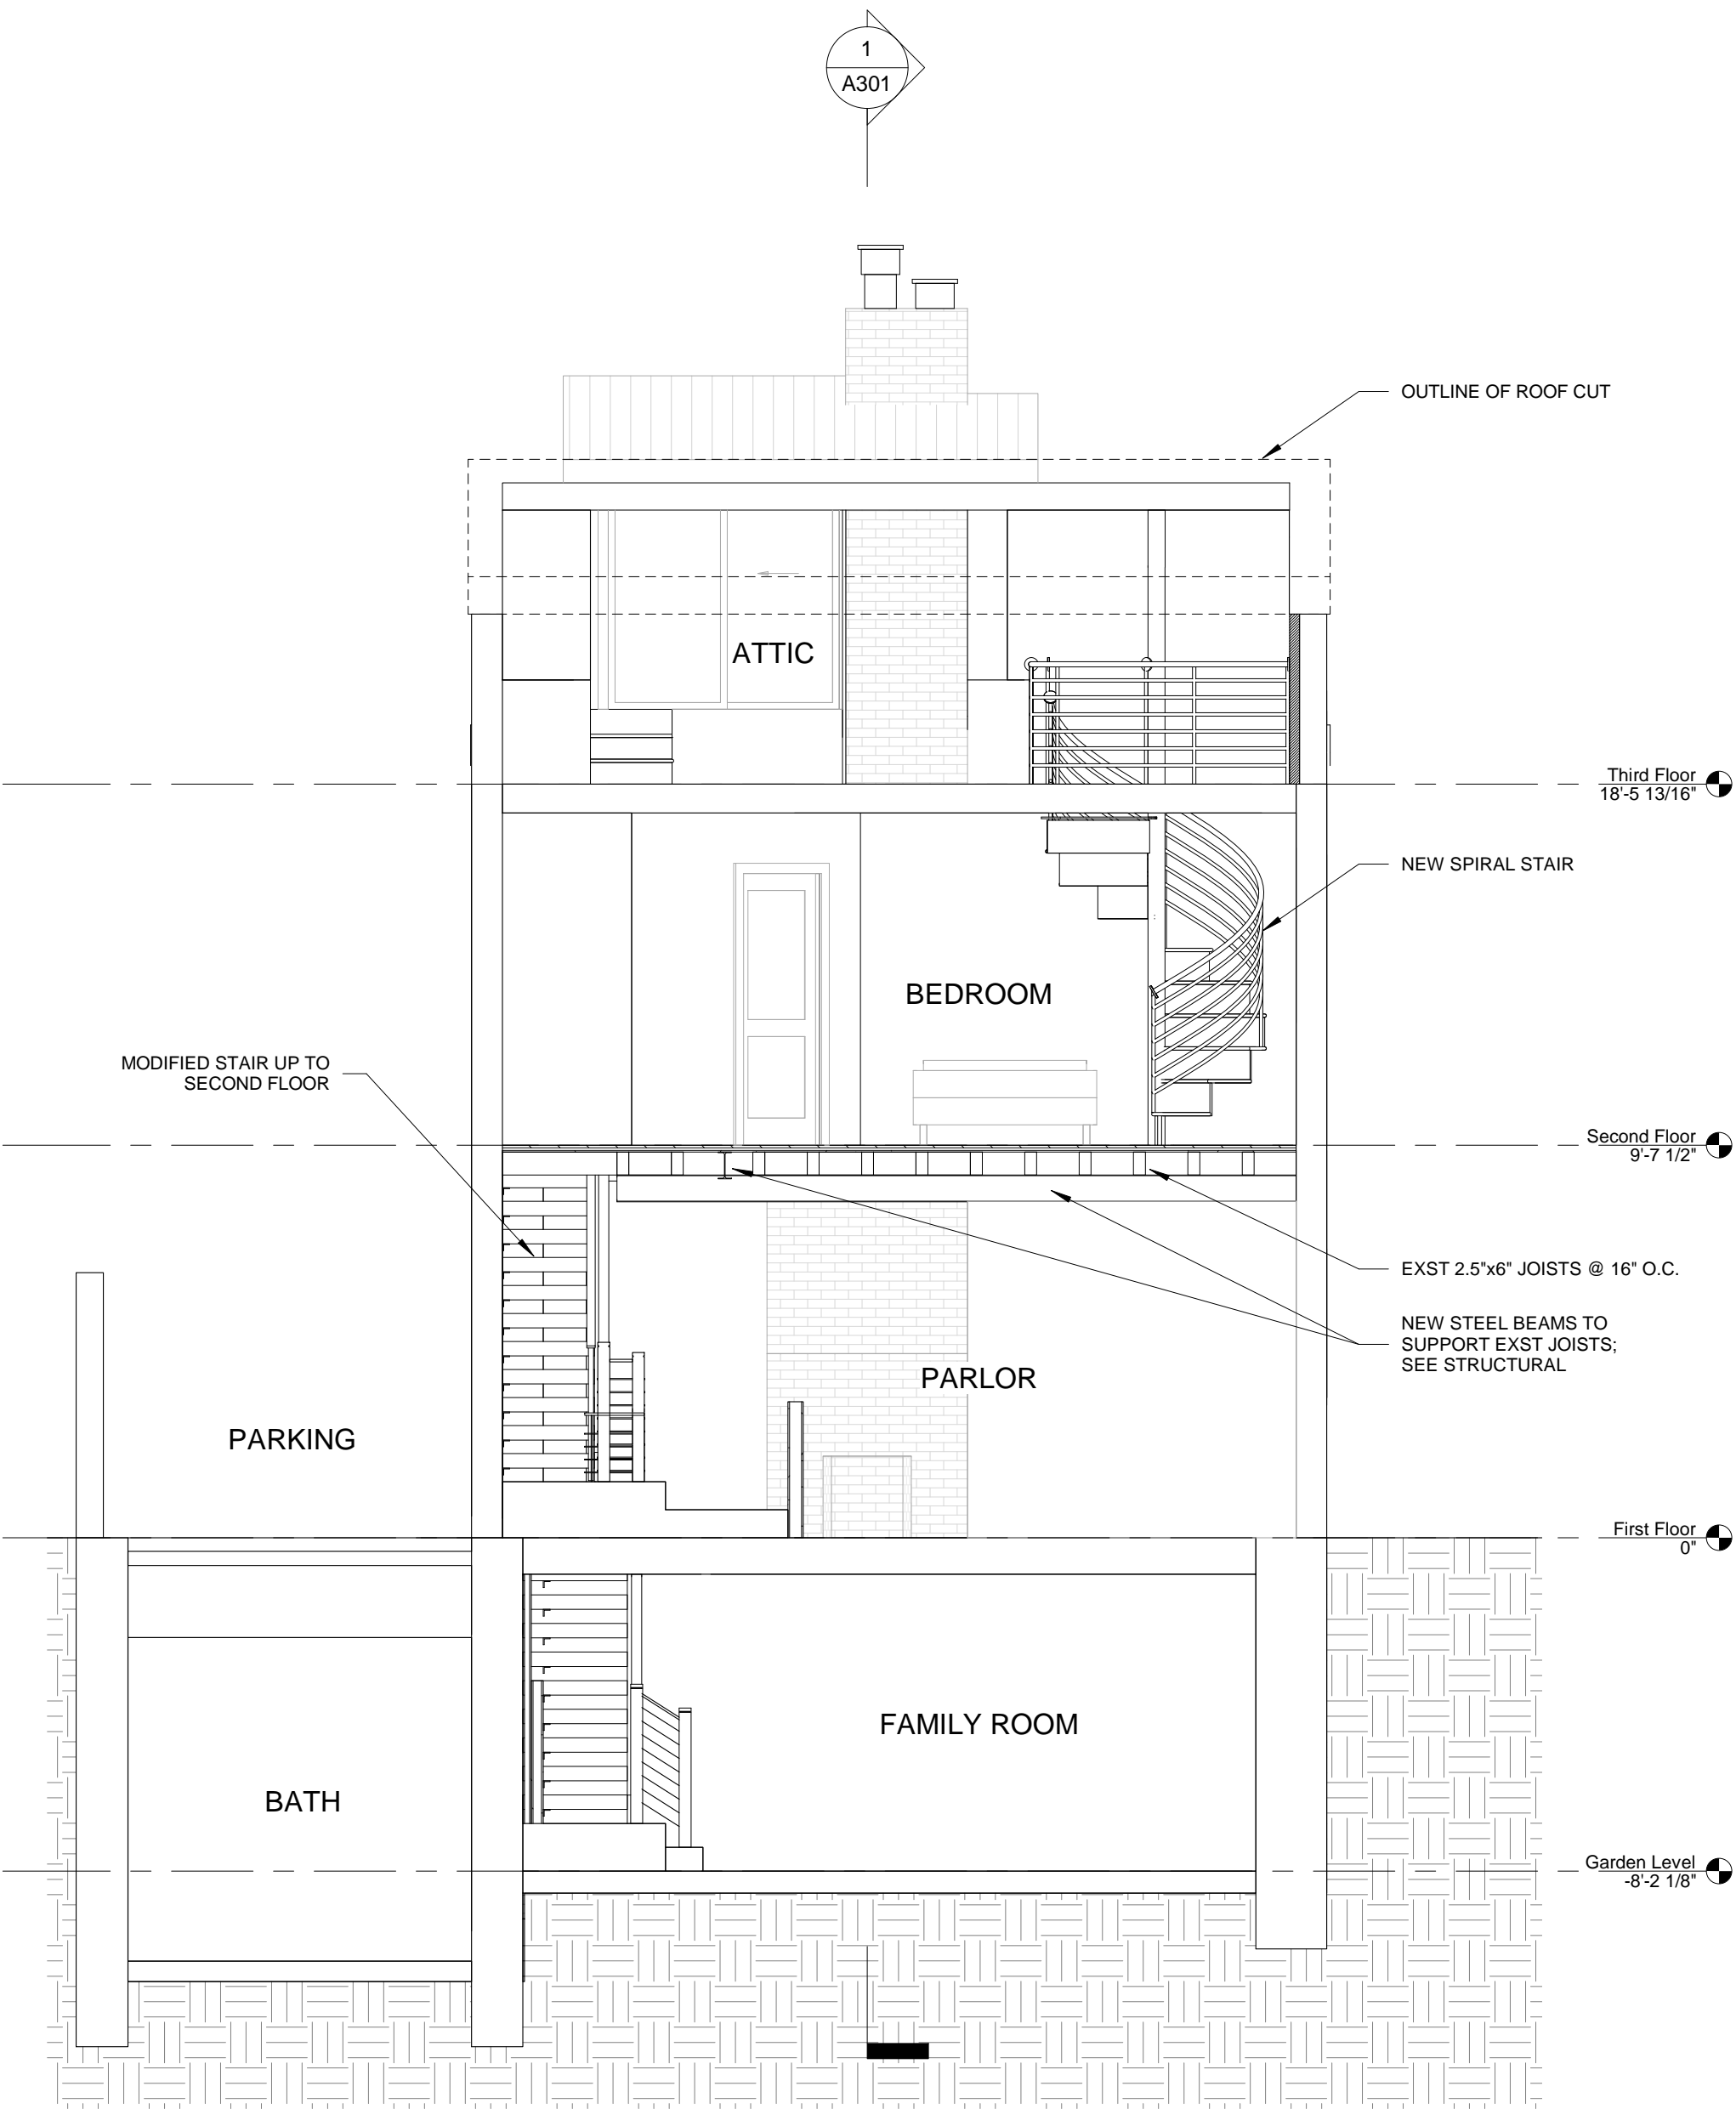 1
A301
OUTLINE OF ROOF CUT
ATTIC
Third Floor
18'-5 13/16"
NEW SPIRAL STAIR
BEDROOM
MODIFIED STAIR UP TO
SECOND FLOOR
Second Floor
9'-7 1/2"
EXST 2.5"x6" JOISTS @ 16" O.C.
NEW STEEL BEAMS TO
SUPPORT EXST JOISTS;
SEE STRUCTURAL
PARLOR
PARKING
First Floor
0"
FAMILY ROOM
BATH
Garden Level
-8'-2 1/8"